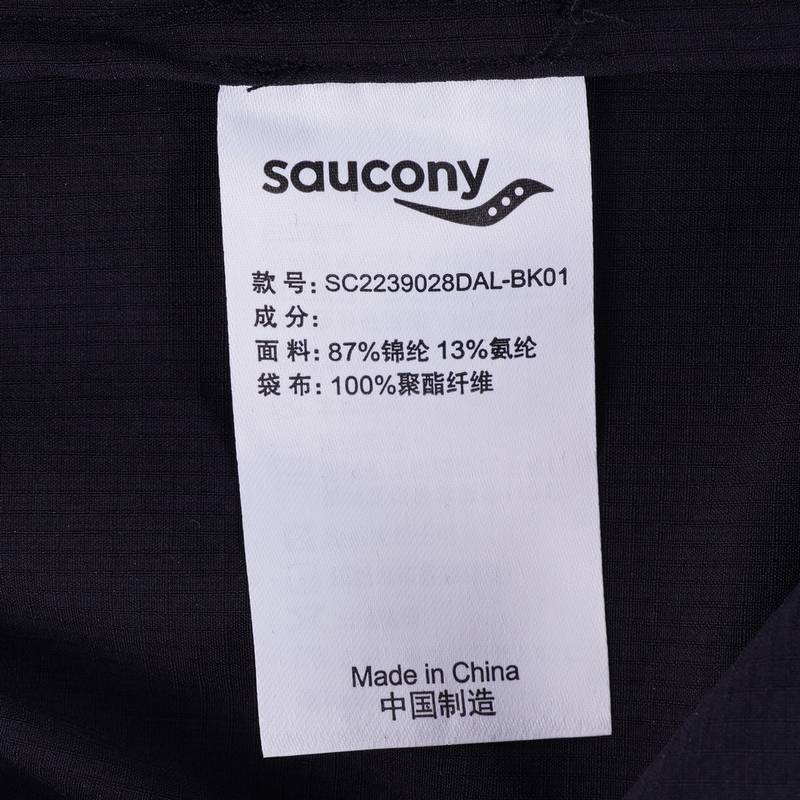 saucony
款号: SC2239028DAL-BK01
成分:
面料: 87%锦纶 13%氨纶
袋布: 100%聚酯纤维
Made in China
中国制造